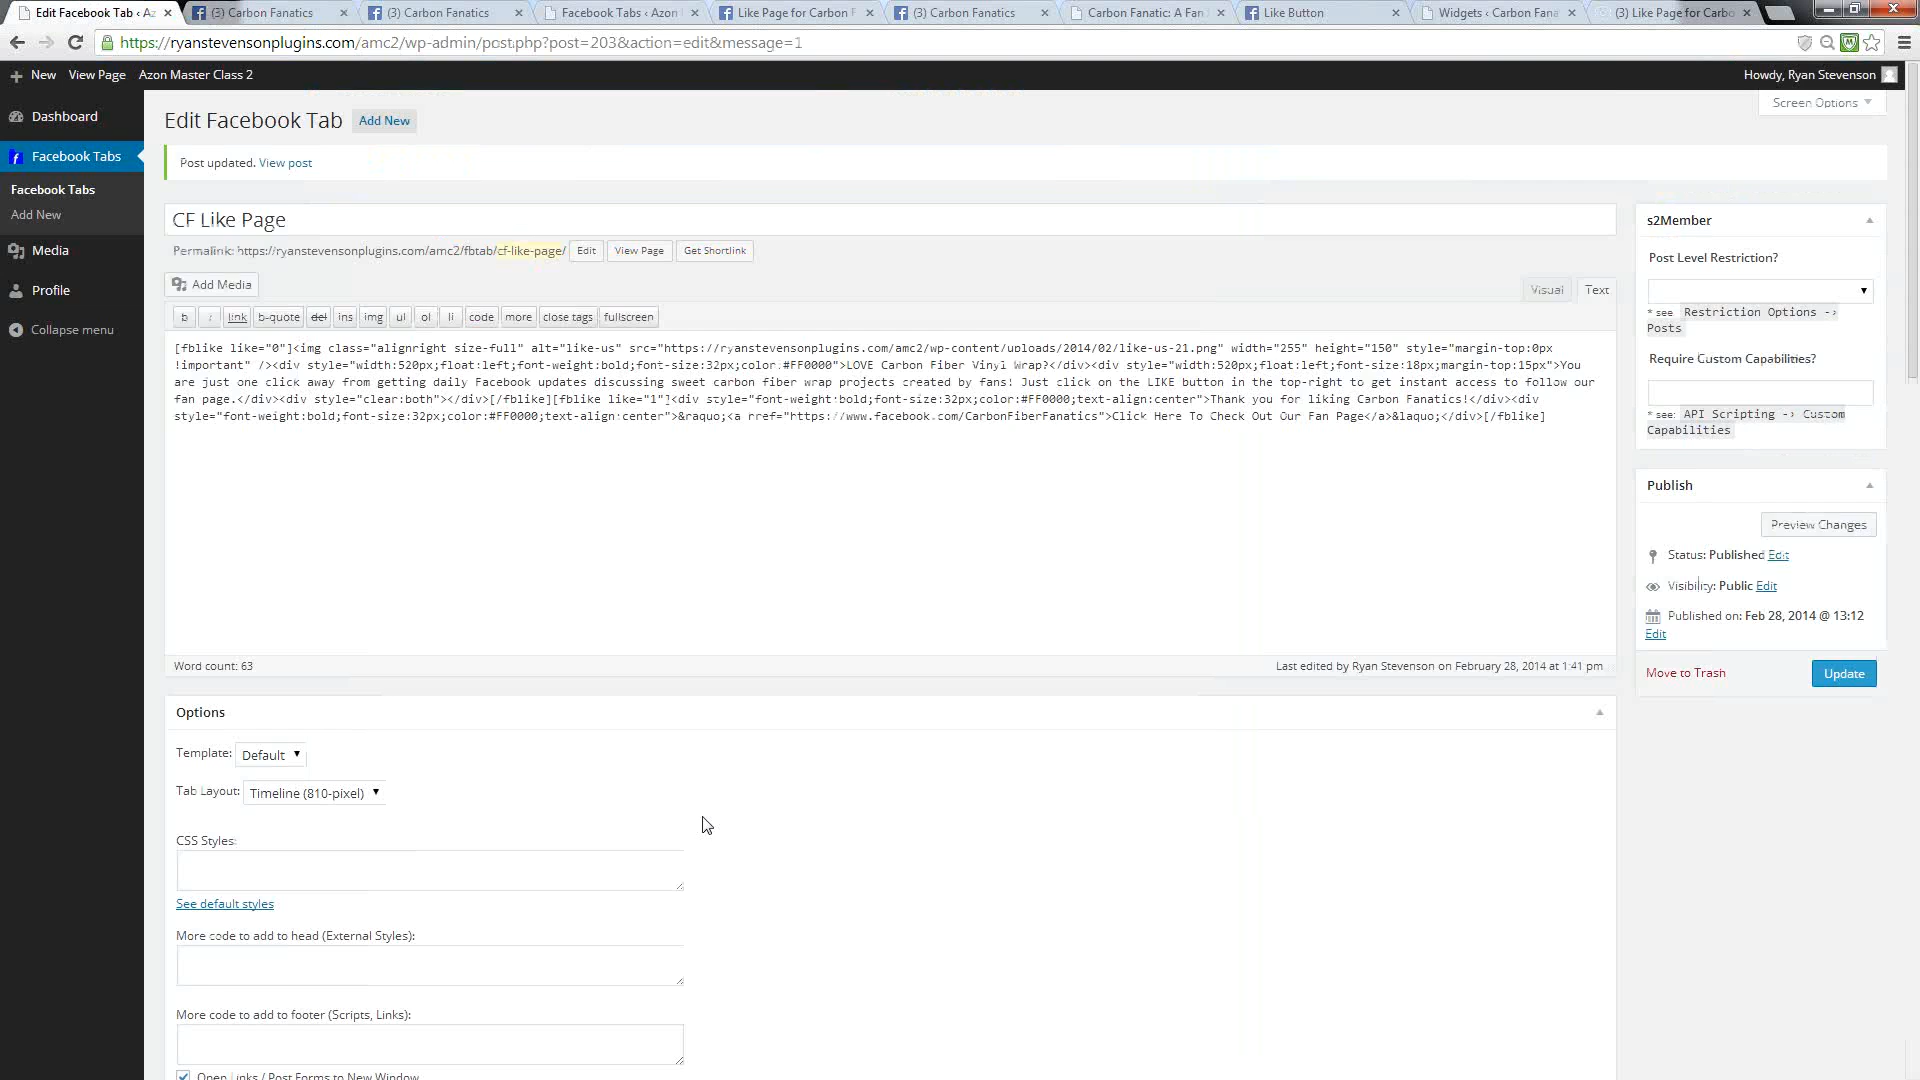 Edit Facebook Tab ‹ Az
(3) Carbon Fanatics
(3) Carbon Fanatics
Facebook Tabs ‹ Azon
Like Page for Carbon F
(3) Carbon Fanatics
Carbon Fanatic: A Fan
Like Button
Widgets ‹ Carbon Fana
(3) Like Page for Carbo
https://ryanstevensonplugins.com/amc2/wp-admin/post.php?post=203&action=edit&message=1
New View Page Azon Master Class 2
Howdy, Ryan Stevenson
Dashboard
Facebook Tabs
Facebook Tabs
Add New
Media
Profile
Collapse menu
Screen Options
Edit Facebook Tab Add New
Post updated. View post
CF Like Page
Permalink: https://ryanstevensonplugins.com/amc2/fbtab/cf-like-page/ Edit View Page Get Shortlink
Add Media
Visual Text
b i link b-quote del ins img ul ol li code more close tags fullscreen
[fblike like="0"]<img class="alignright size-full" alt="like-us" src="https://ryanstevensonplugins.com/amc2/wp-content/uploads/2014/02/like-us-21.png" width="255" height="150" style="margin-top:0px
!important" /><div style="width:520px;float:left;font-weight:bold;font-size:32px;color:#FF0000">LOVE Carbon Fiber Vinyl Wrap?</div><div style="width:520px;float:left;font-size:18px;margin-top:15px">You
are just one click away from getting daily Facebook updates discussing sweet carbon fiber wrap projects created by fans! Just click on the LIKE button in the top-right to get instant access to follow our
fan page.</div><div style="clear:both"></div>[/fblike][fblike like="1"]<div style="font-weight:bold;font-size:32px;color:#FF0000;text-align:center">Thank you for liking Carbon Fanatics!</div><div
style="font-weight:bold;font-size:32px;color:#FF0000;text-align:center">&raquo;<a href="https://www.facebook.com/CarbonFiberFanatics">Click Here To Check Out Our Fan Page</a>&laquo;</div>[/fblike]
Word count: 63
Last edited by Ryan Stevenson on February 28, 2014 at 1:41 pm
s2Member
Post Level Restriction?
* see Restriction Options ->
Posts
Require Custom Capabilities?
* see: API Scripting -> Custom
Capabilities
Publish
Preview Changes
Status: Published Edit
Visibility: Public Edit
Published on: Feb 28, 2014 @ 13:12
Edit
Move to Trash
Update
Options
Template: Default
Tab Layout: Timeline (810-pixel)
CSS Styles:
See default styles
More code to add to head (External Styles):
More code to add to footer (Scripts, Links):
Open Links / Post Forms to New Window